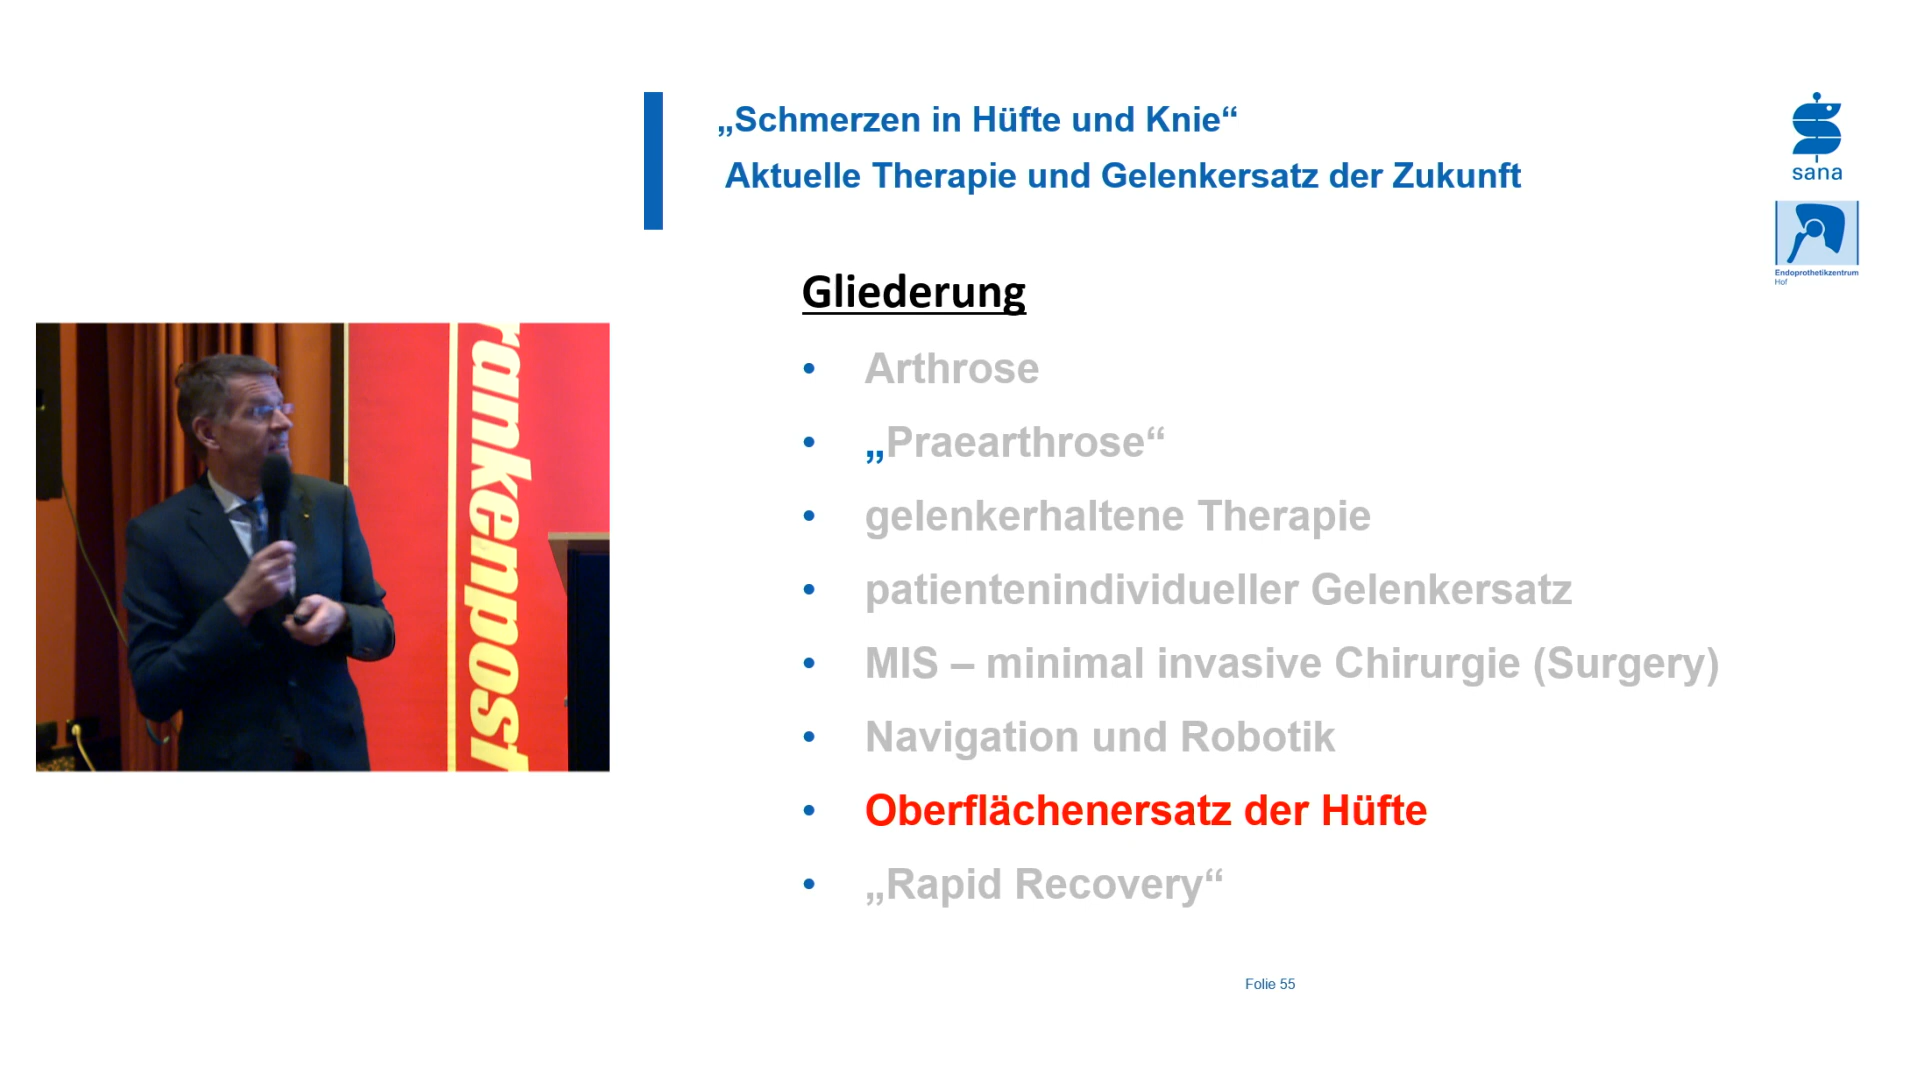 „Schmerzen in Hüfte und Knie“
Aktuelle Therapie und Gelenkersatz der Zukunft
sana
Endoprothetikzentrum
Hof
Gliederung
• Arthrose
• „Praearthrose“
• gelenkerhaltene Therapie
• patientenindividueller Gelenkersatz
• MIS – minimal invasive Chirurgie (Surgery)
• Navigation und Robotik
• Oberflächenersatz der Hüfte
• „Rapid Recovery“
rankenpost
Folie 55